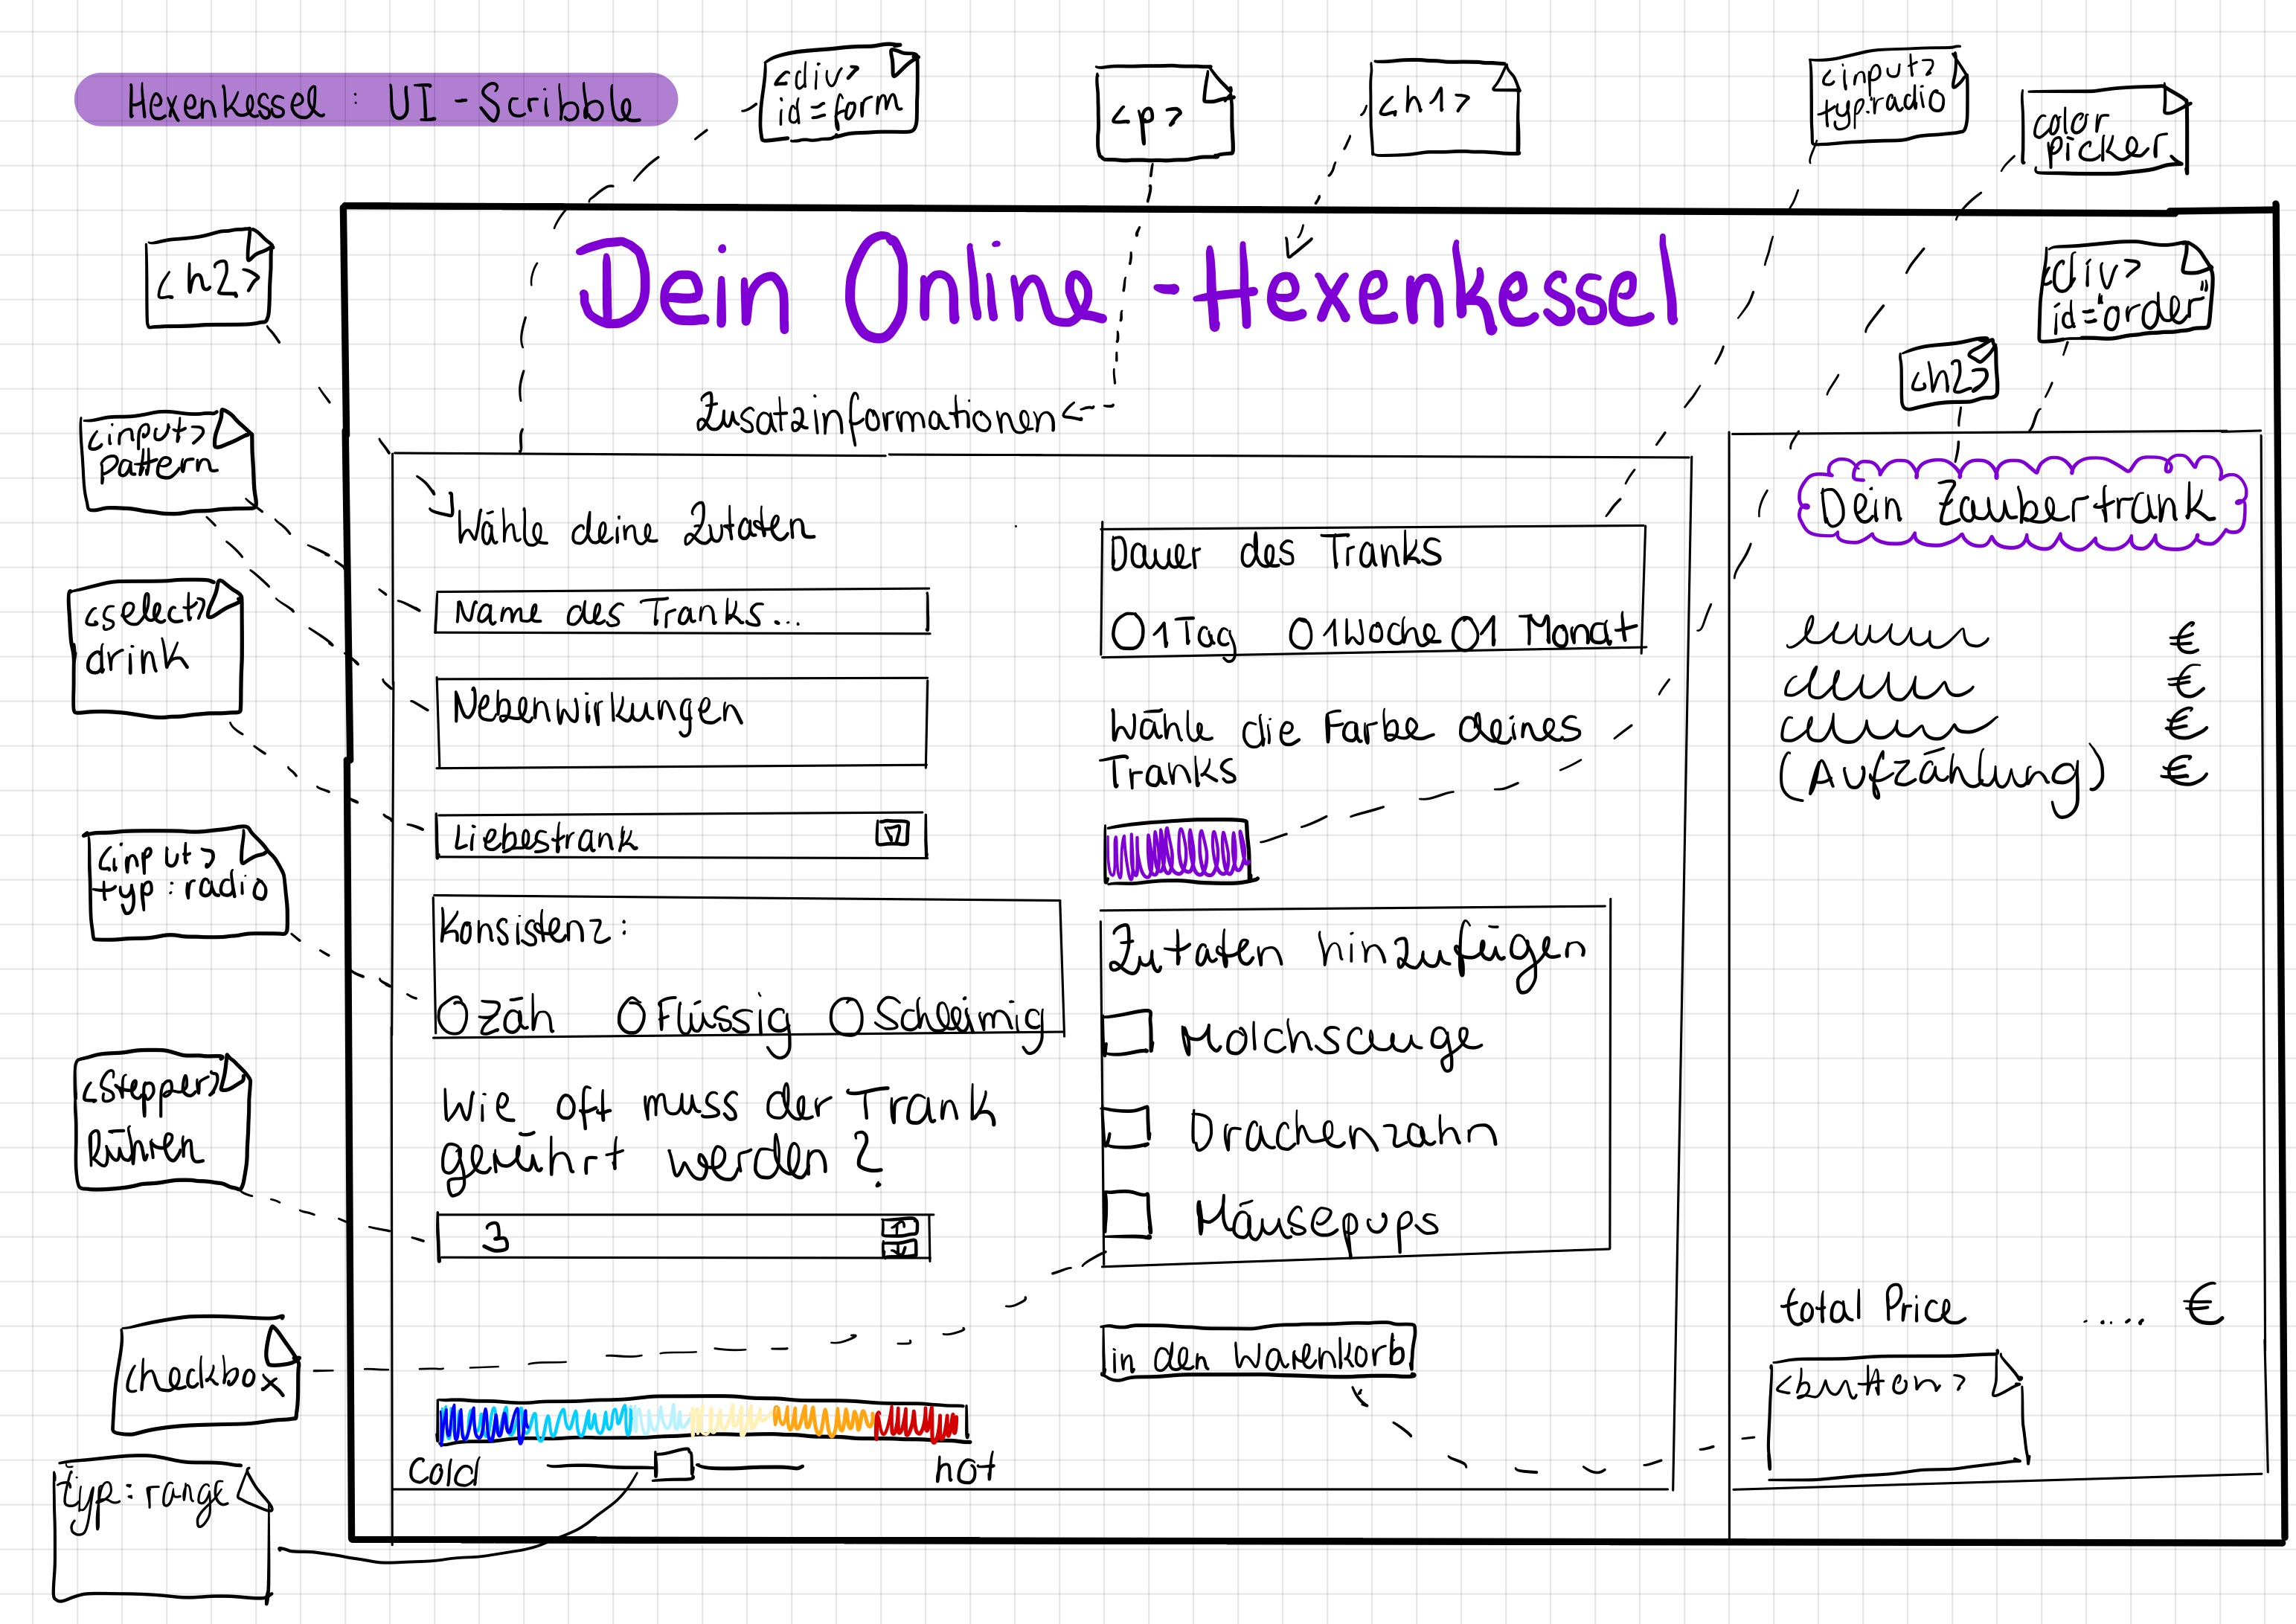 Hexenkessel : UI-Scribble
<div>
id=form
<p>
<h1>
<input>
typ:radio
color
picker
<h2>
Dein Online-Hexenkessel
<div>
id="order"
<h2>
Zusatzinformationen
<input>
pattern
Wähle deine Zutaten
Name des Tranks...
Nebenwirkungen
<select>
drink
Liebestrank
<input>
typ:radio
Konsistenz:
Zäh Flüssig Schleimig
Wie oft muss der Trank
gerührt werden?
<Stepper>
Rühren
3
checkbox
cold hot
typ:range
Dauer des Tranks
1 Tag 1 Woche 1 Monat
Wähle die Farbe deines
Tranks
Zutaten hinzufügen
Molchsauge
Drachenzahn
Mäusepups
in den Warenkorb
Dein Zaubertrank
€
€
€
(Aufzählung) €
total Price ..... €
<button>